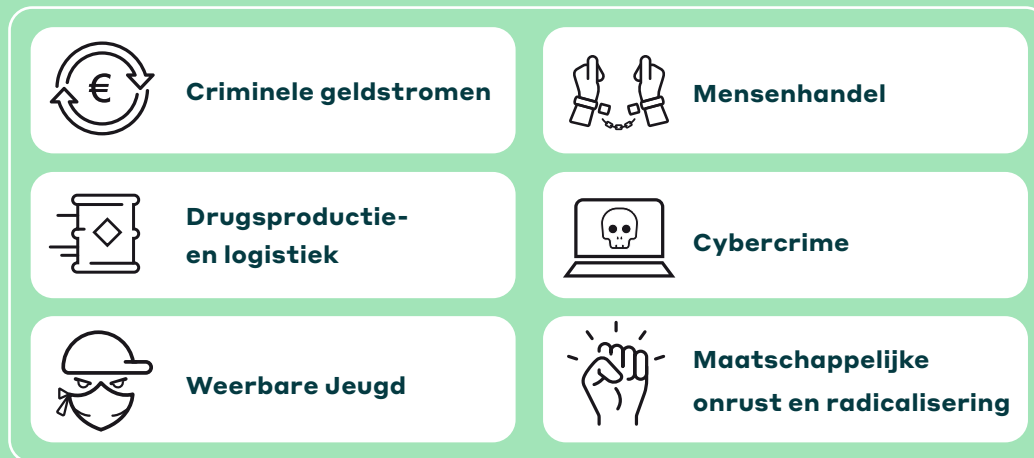 €
Criminele geldstromen
Mensenhandel
Drugsproductie-
en logistiek
Cybercrime
Weerbare Jeugd
Maatschappelijke
onrust en radicalisering